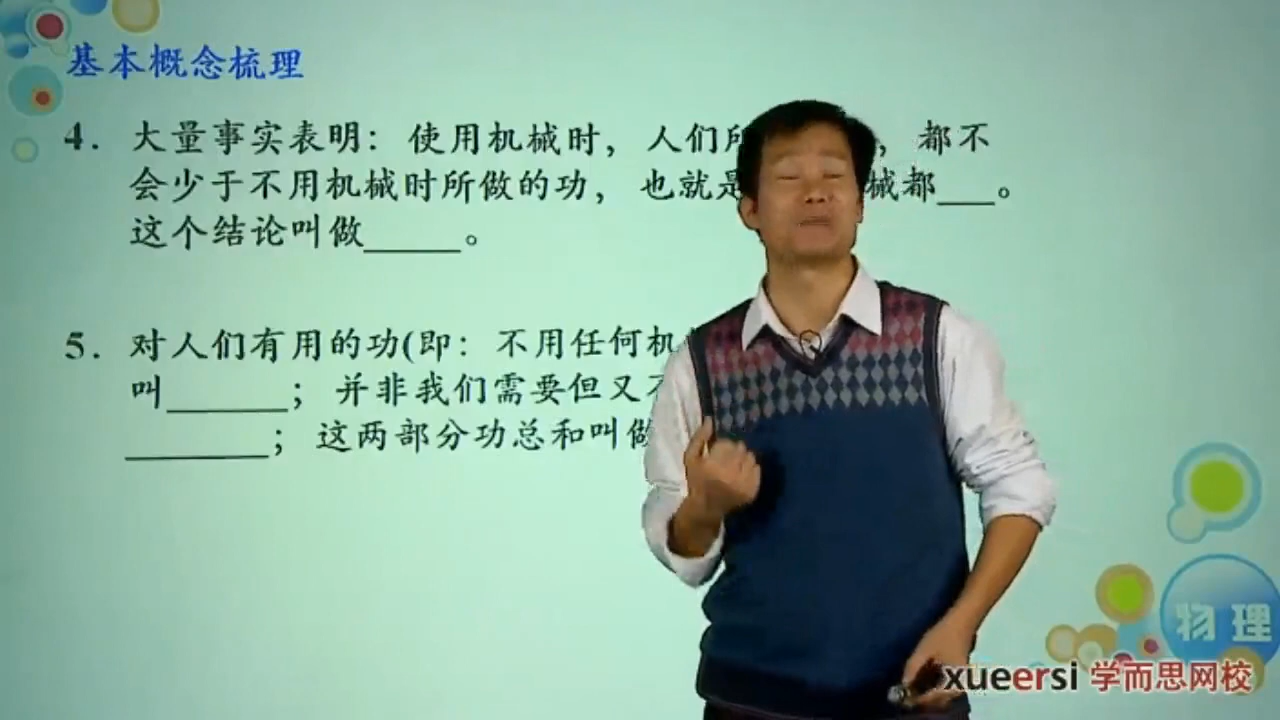 基本概念梳理
4. 大量事实表明：使用机械时，人们所，都不
会少于不用机械时所做的功，也就是械都___。
这个结论叫做_____。
5. 对人们有用的功(即：不用任何机
叫______；并非我们需要但又不
_______；这两部分功总和叫做
物理
xueersi 学而思网校